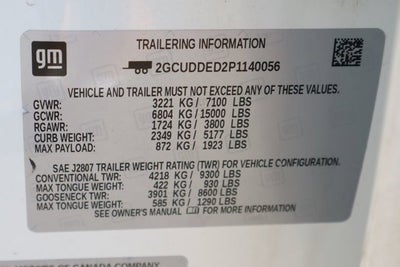 gm
TRAILERING INFORMATION
2GCUDDED2P1140056
VEHICLE AND TRAILER MUST NOT EXCEED ANY OF THESE VALUES:
GVWR: 3221 KG / 7100 LBS
GCWR: 6804 KG / 15000 LBS
RGAWR: 1724 KG / 3800 LBS
CURB WEIGHT: 2349 KG / 5177 LBS
MAX PAYLOAD: 872 KG / 1923 LBS
SAE J2807 TRAILER WEIGHT RATING (TWR) FOR VEHICLE CONFIGURATION.
CONVENTIONAL TWR: 4218 KG / 9300 LBS
MAX TONGUE WEIGHT: 422 KG / 930 LBS
GOOSENECK TWR: 3901 KG / 8600 LBS
MAX TONGUE WEIGHT: 585 KG / 1290 LBS
SEE OWNER'S MANUAL FOR MORE INFORMATION
OF CANADA COMPANY